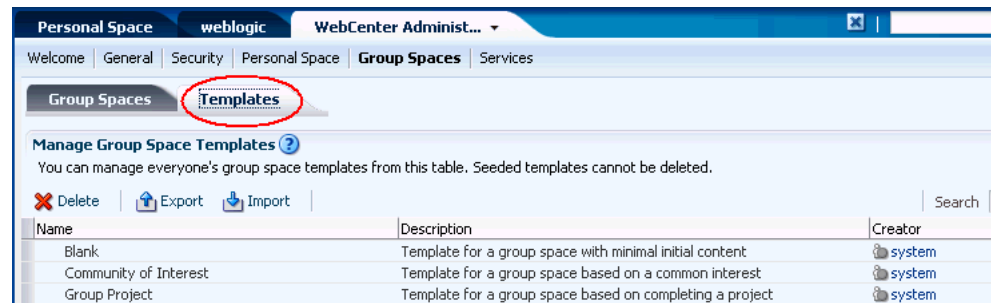 Personal Space weblogic WebCenter Administ...
Welcome General Security Personal Space Group Spaces Services
Group Spaces Templates
Manage Group Space Templates ?
You can manage everyone's group space templates from this table. Seeded templates cannot be deleted.
Delete Export Import Search
Name Description Creator
Blank Template for a group space with minimal initial content system
Community of Interest Template for a group space based on a common interest system
Group Project Template for a group space based on completing a project system